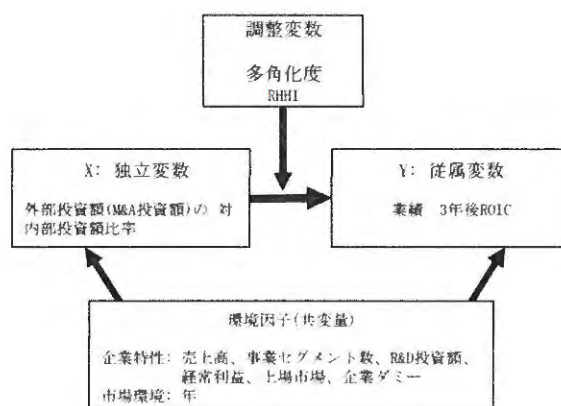 調整変数
多角化度
RHHI
X: 独立変数
外部投資額(M&A投資額)の 対
内部投資額比率
Y: 従属変数
業績 3年後ROIC
環境因子(共変量)
企業特性: 売上高、事業セグメント数、R&D投資額、
経常利益、上場市場、企業ダミー
市場環境: 年